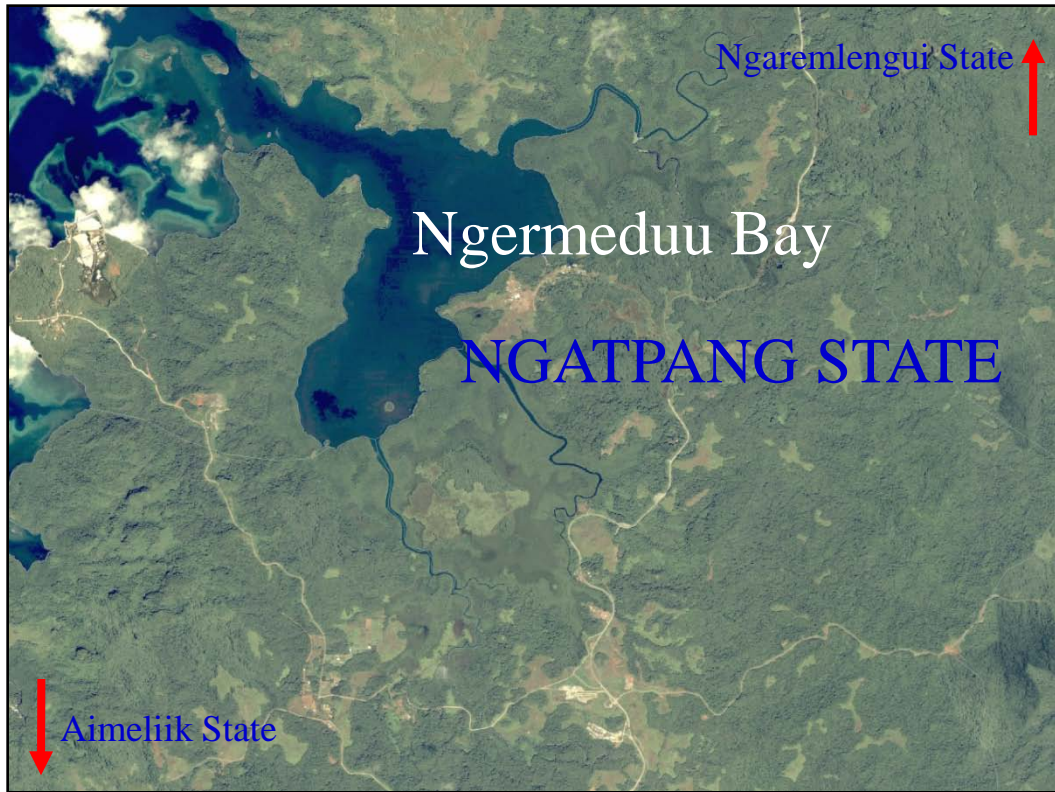 Ngaremlengui State
Ngermeduu Bay
NGATPANG STATE
Aimeliik State